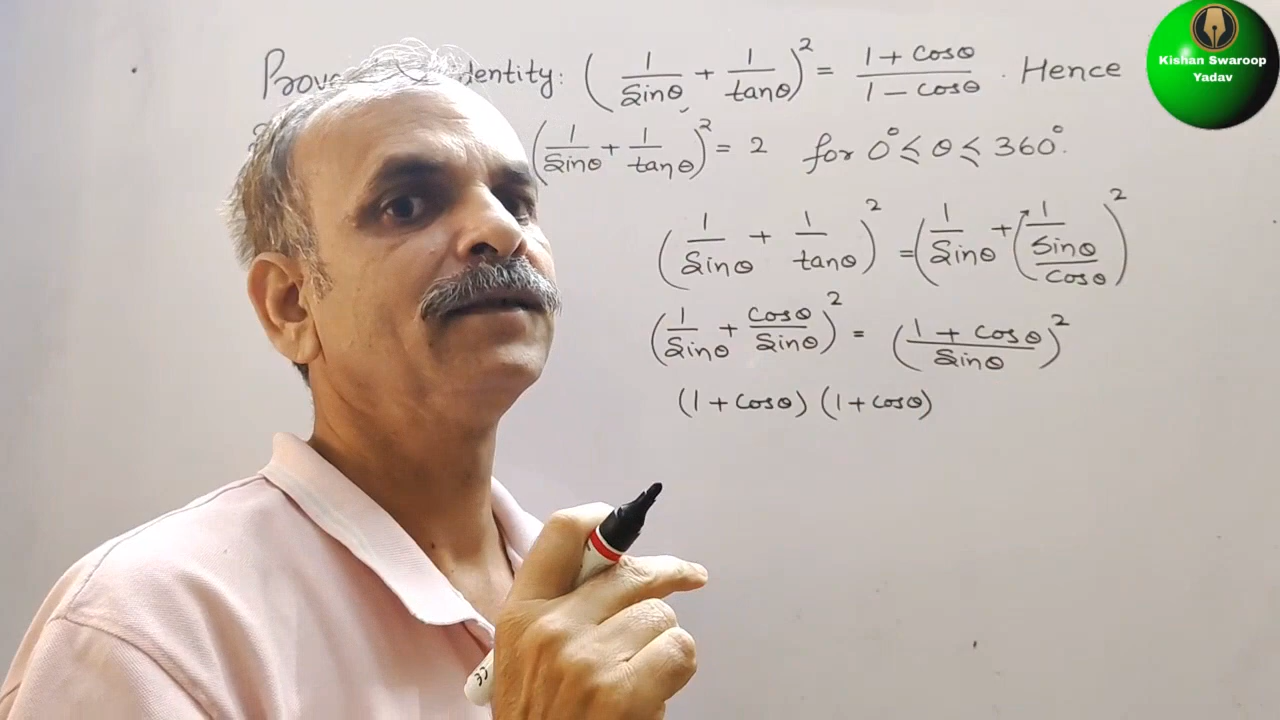 Prove identity: (1/Sinθ + 1/tanθ)² = (1 + Cosθ)/(1 - Cosθ). Hence
(1/Sinθ + 1/tanθ)² = 2 for 0° ≤ θ ≤ 360°.
(1/Sinθ + 1/tanθ)² = (1/Sinθ + (1/(Sinθ/Cosθ))²
(1/Sinθ + Cosθ/Sinθ)² = ((1 + Cosθ)/Sinθ)²
(1 + Cosθ) (1 + Cosθ)
Kishan Swaroop
Yadav